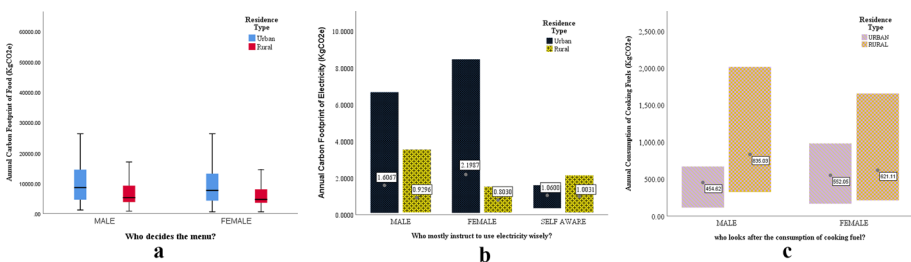 Residence
Type
Urban
Rural
Annual Carbon Footprint of Food (KgCO2e)
60000.00
50000.00
40000.00
30000.00
20000.00
10000.00
.00
MALE
FEMALE
Who decides the menu?
a
Residence
Type
Urban
Rural
Annual Carbon Footprint of Electricity (KgCO2e)
10.0000
8.0000
6.0000
4.0000
2.0000
0.0000
1.6047
0.9296
2.1987
0.8030
1.0600
1.0031
MALE
FEMALE
SELF AWARE
Who mostly instruct to use electricity wisely?
b
Residence
Type
URBAN
RURAL
Annual Consumption of Cooking Fuels (KgCO2e)
2,500.00
2,000.00
1,500.00
1,000.00
500.00
0.00
454.62
835.03
552.05
621.11
MALE
FEMALE
who looks after the consumption of cooking fuel?
c